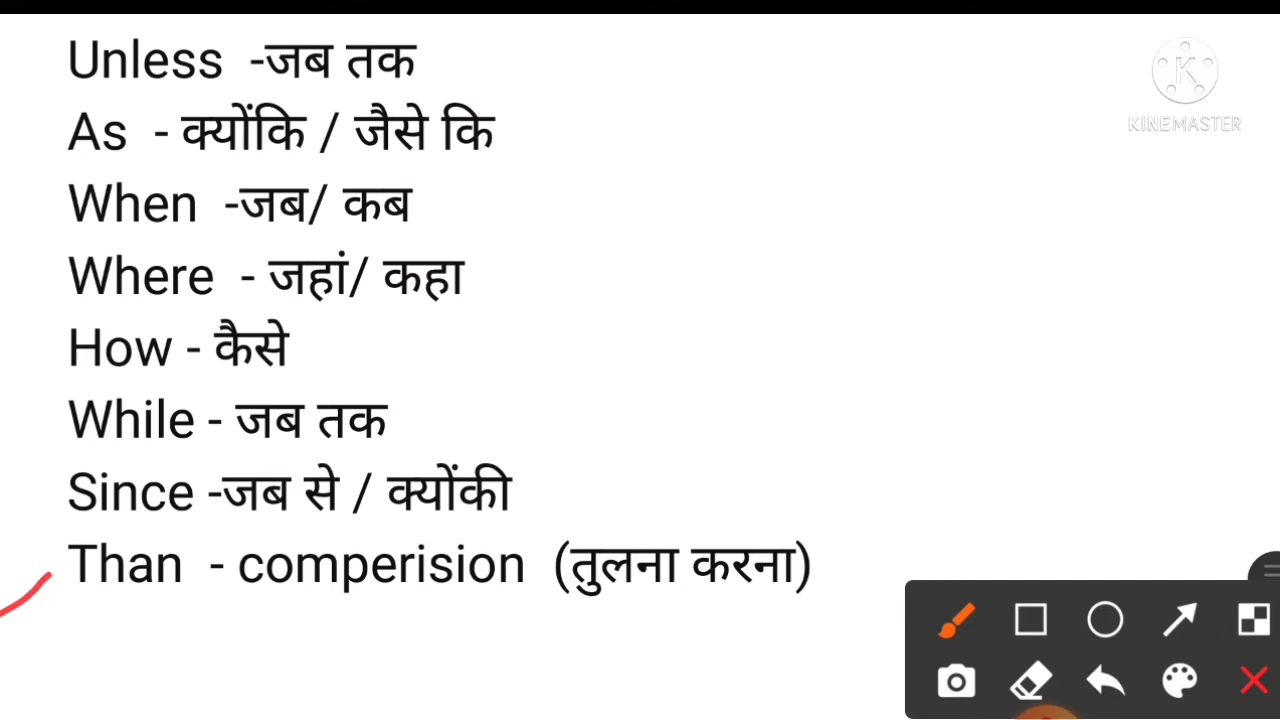 Unless -जब तक
As - क्योंकि / जैसे कि
When -जब/ कब
Where - जहां/ कहा
How - कैसे
While - जब तक
Since -जब से / क्योंकी
Than - comperision (तुलना करना)
KINEMASTER